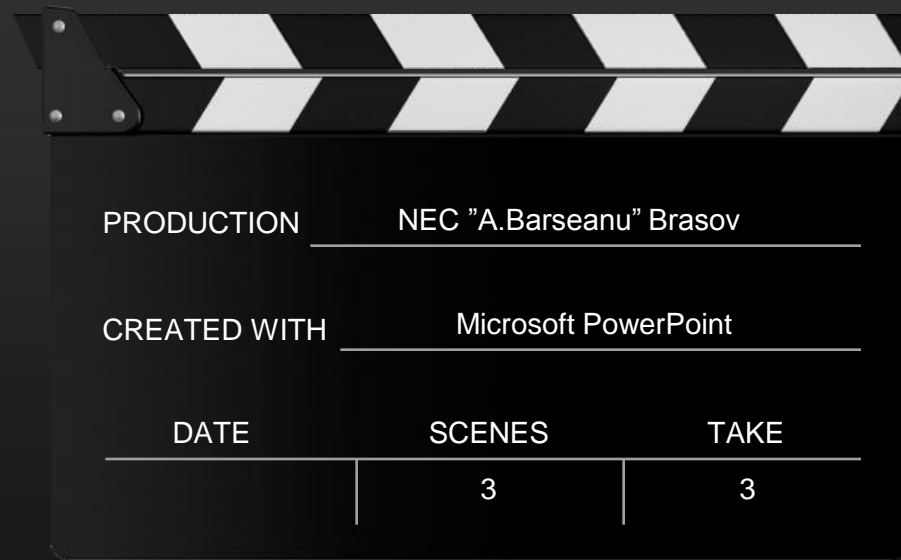 PRODUCTION NEC ”A.Barseanu” Brasov
CREATED WITH Microsoft PowerPoint
DATE SCENES TAKE
3 3